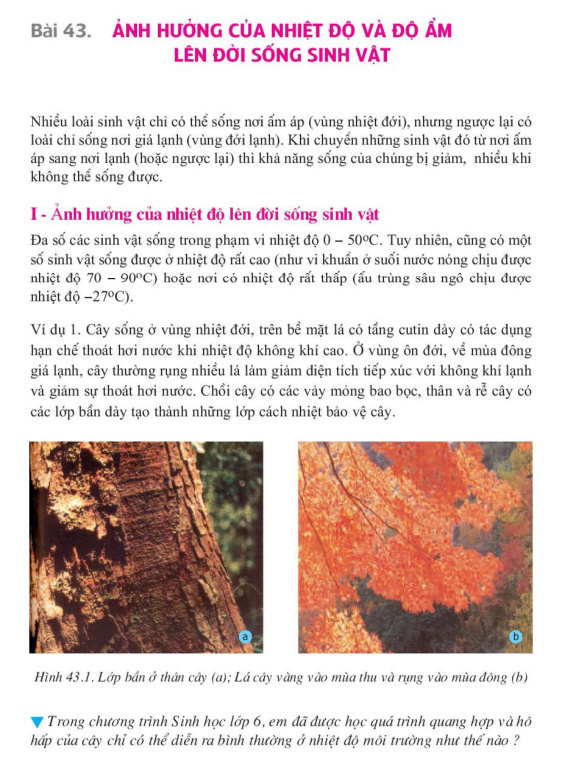 Bài 43. ẢNH HƯỞNG CỦA NHIỆT ĐỘ VÀ ĐỘ ẨM
LÊN ĐỜI SỐNG SINH VẬT
Nhiều loài sinh vật chỉ có thể sống nơi ấm áp (vùng nhiệt đới), nhưng ngược lại có
loài chỉ sống nơi giá lạnh (vùng đới lạnh). Khi chuyển những sinh vật đó từ nơi ấm
áp sang nơi lạnh (hoặc ngược lại) thì khả năng sống của chúng bị giảm, nhiều khi
không thể sống được.
I - Ảnh hưởng của nhiệt độ lên đời sống sinh vật
Đa số các sinh vật sống trong phạm vi nhiệt độ 0 – 50°C. Tuy nhiên, cũng có một
số sinh vật sống được ở nhiệt độ rất cao (như vi khuẩn ở suối nước nóng chịu được
nhiệt độ 70 – 90°C) hoặc nơi có nhiệt độ rất thấp (ấu trùng sâu ngô chịu được
nhiệt độ –27°C).
Ví dụ 1. Cây sống ở vùng nhiệt đới, trên bề mặt lá có tầng cutin dày có tác dụng
hạn chế thoát hơi nước khi nhiệt độ không khí cao. Ở vùng ôn đới, về mùa đông
giá lạnh, cây thường rụng nhiều lá làm giảm diện tích tiếp xúc với không khí lạnh
và giảm sự thoát hơi nước. Chồi cây có các vảy mỏng bao bọc, thân và rễ cây có
các lớp bần dày tạo thành những lớp cách nhiệt bảo vệ cây.
a
b
Hình 43.1. Lớp bần ở thân cây (a); Lá cây vàng vào mùa thu và rụng vào mùa đông (b)
▼ Trong chương trình Sinh học lớp 6, em đã được học quá trình quang hợp và hô
hấp của cây chỉ có thể diễn ra bình thường ở nhiệt độ môi trường như thế nào ?